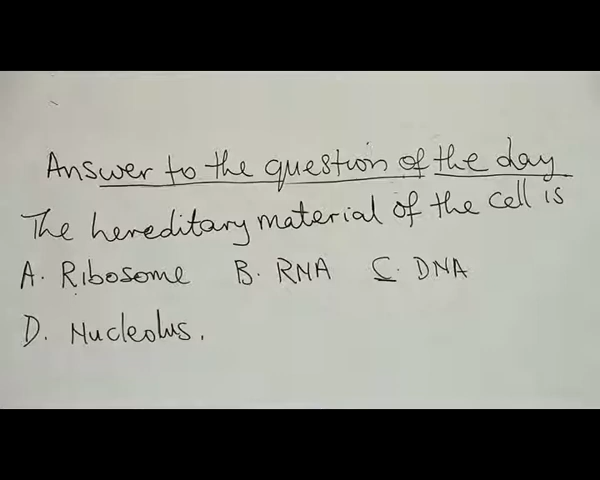 Answer to the question of the day
The hereditary material of the cell is
A. Ribosome B. RNA C. DNA
D. Nucleolus.